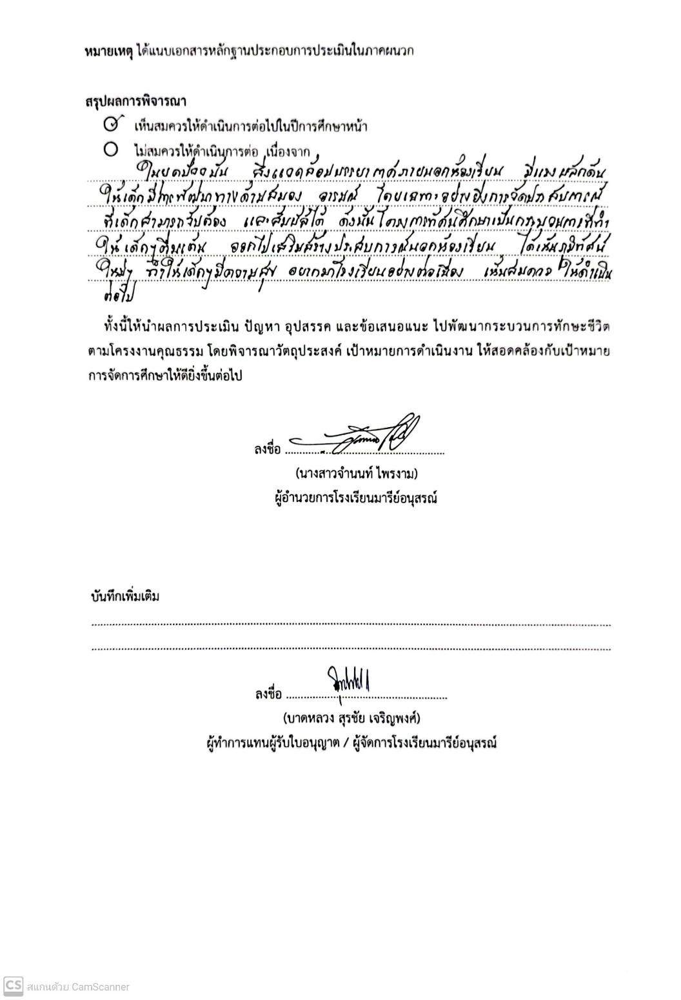 หมายเหตุ ได้แนบเอกสารหลักฐานประกอบการประเมินในภาคผนวก
สรุปผลการพิจารณา
เห็นสมควรให้ดำเนินการต่อไปในปีการศึกษาหน้า
ไม่สมควรให้ดำเนินการต่อ เนื่องจาก
ในยุคปัจจุบัน สิ่งแวดล้อมบรรยากาศภายนอกห้องเรียน มีแรงผลักดัน
ให้เด็กมีการพัฒนาทางด้านสมอง อารมณ์ โดยเฉพาะอย่างยิ่งการจัดประสบการณ์
ที่เด็กสามารถจับต้อง และสัมผัสได้ ดังนั้นโครงการทัศนศึกษาเป็นกระบวนการที่ทำ
ให้เด็กๆตื่นเต้น ออกไปเสริมสร้างประสบการณ์นอกห้องเรียน ได้เห็นภูมิทัศน์
ใหม่ๆ ทำให้เด็กๆมีความสุข อยากมาโรงเรียนอย่างต่อเนื่อง เห็นสมควร ให้ดำเนิน
ต่อไป
ทั้งนี้ให้นำผลการประเมิน ปัญหา อุปสรรค และข้อเสนอแนะ ไปพัฒนากระบวนการทักษะชีวิต
ตามโครงงานคุณธรรม โดยพิจารณาวัตถุประสงค์ เป้าหมายการดำเนินงาน ให้สอดคล้องกับเป้าหมาย
การจัดการศึกษาให้ดียิ่งขึ้นต่อไป
ลงชื่อ
(นางสาวจำนนท์ ไพรงาม)
ผู้อำนวยการโรงเรียนมารีย์อนุสรณ์
บันทึกเพิ่มเติม
ลงชื่อ
(บาดหลวง สุรชัย เจริญพงศ์)
ผู้ทำการแทนผู้รับใบอนุญาต / ผู้จัดการโรงเรียนมารีย์อนุสรณ์
CS สแกนด้วย CamScanner